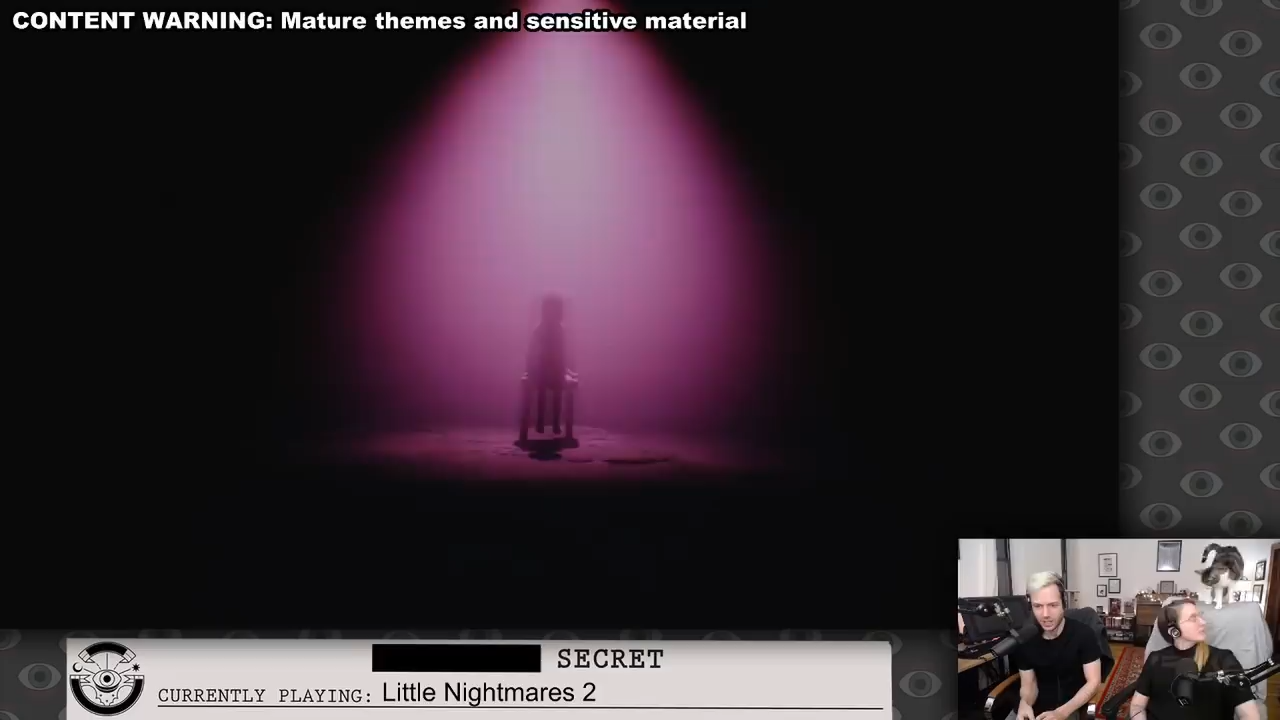 CONTENT WARNING: Mature themes and sensitive material
SECRET
CURRENTLY PLAYING: Little Nightmares 2